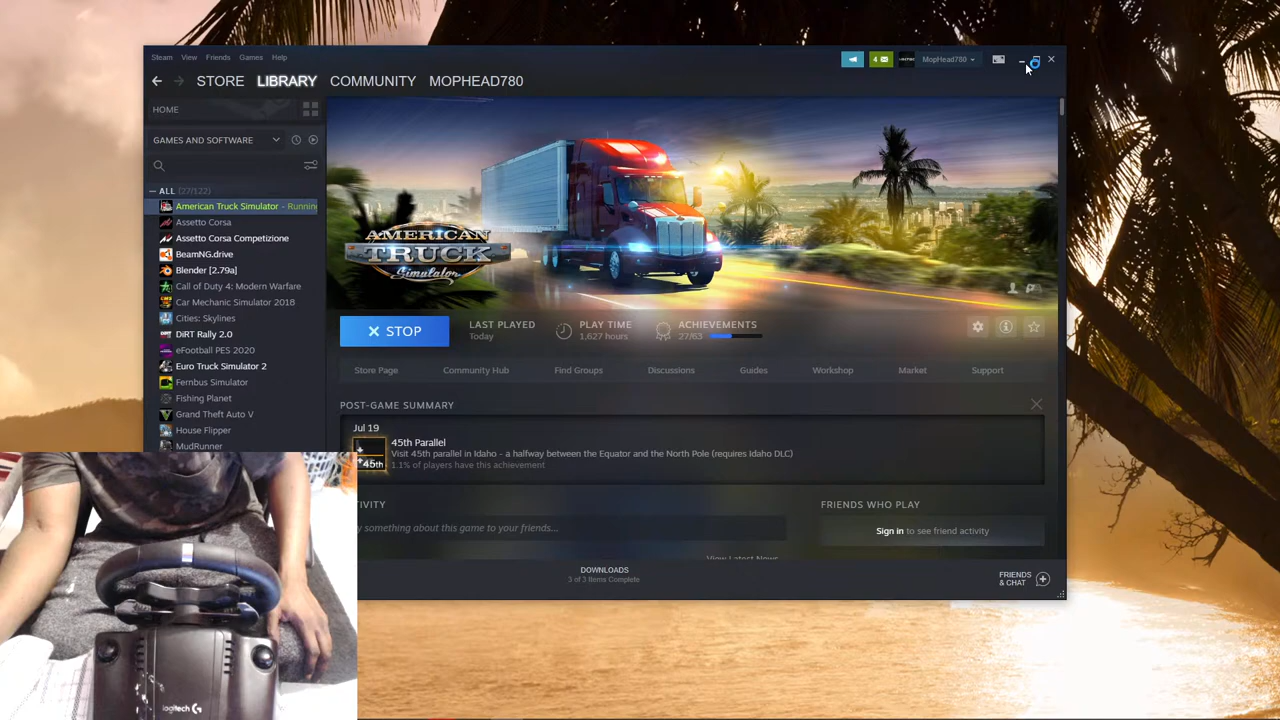 Steam View Friends Games Help
4 MopHead780
STORE LIBRARY COMMUNITY MOPHEAD780
HOME
GAMES AND SOFTWARE
ALL (27/122)
American Truck Simulator - Running
Assetto Corsa
Assetto Corsa Competizione
BeamNG.drive
Blender [2.79a]
Call of Duty 4: Modern Warfare
Car Mechanic Simulator 2018
Cities: Skylines
DiRT Rally 2.0
eFootball PES 2020
Euro Truck Simulator 2
Fernbus Simulator
Fishing Planet
Grand Theft Auto V
House Flipper
MudRunner
AMERICAN
TRUCK
Simulator
STOP
LAST PLAYED
Today
PLAY TIME
1,627 hours
ACHIEVEMENTS
27/63
Store Page Community Hub Find Groups Discussions Guides Workshop Market Support
POST-GAME SUMMARY
Jul 19
45th
45th Parallel
Visit 45th parallel in Idaho - a halfway between the Equator and the North Pole (requires Idaho DLC)
1.1% of players have this achievement
TIVITY
y something about this game to your friends...
View Latest News
FRIENDS WHO PLAY
Sign in to see friend activity
DOWNLOADS
3 of 3 Items Complete
FRIENDS
& CHAT
logitech G